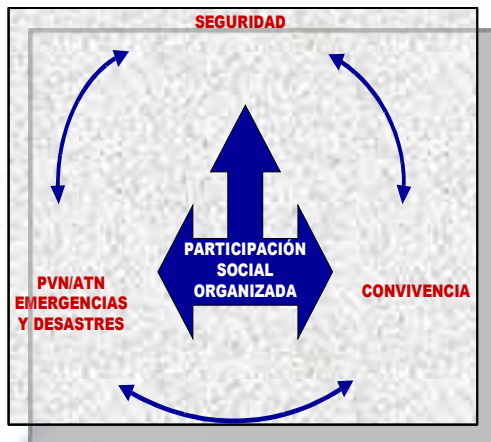 SEGURIDAD
PARTICIPACIÓN
SOCIAL
ORGANIZADA
PVN/ATN
EMERGENCIAS
Y DESASTRES
CONVIVENCIA